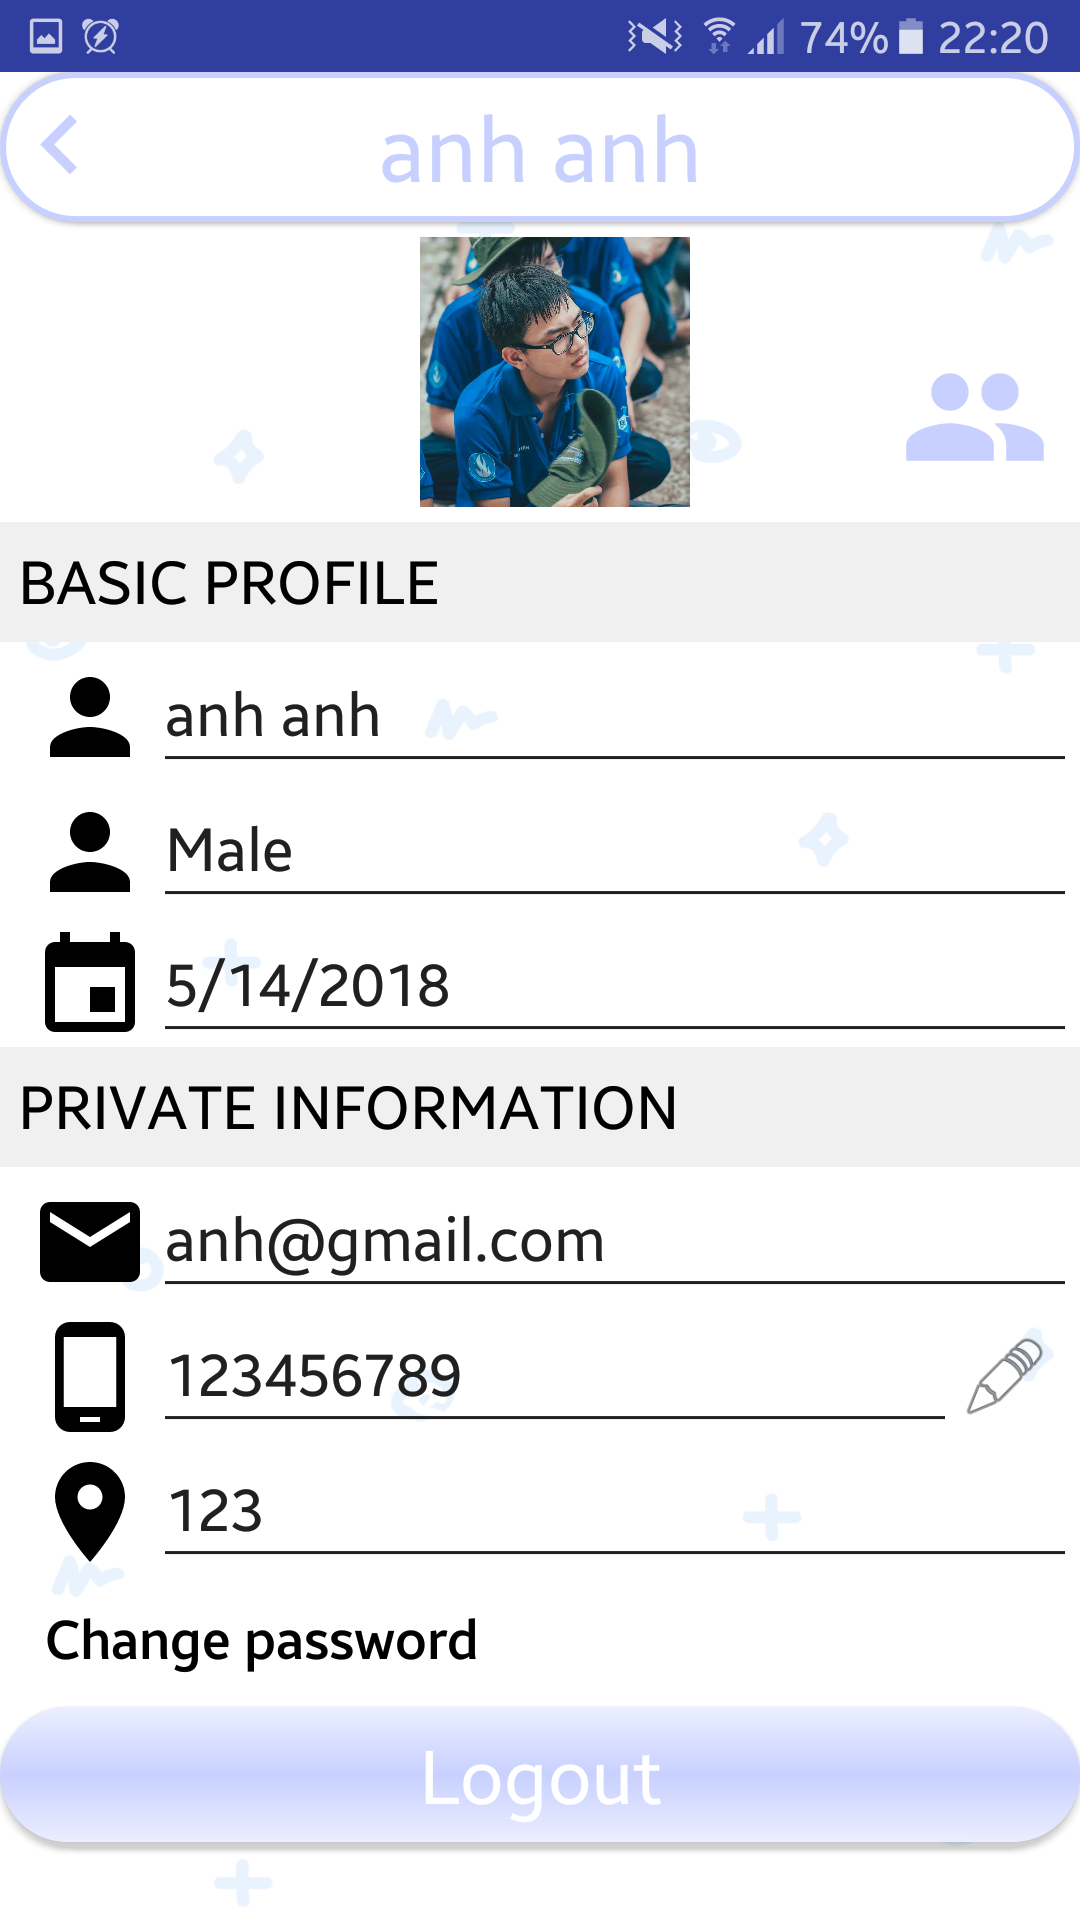 74% 22:20
anh anh
BASIC PROFILE
anh anh
Male
5/14/2018
PRIVATE INFORMATION
anh@gmail.com
123456789
123
Change password
Logout